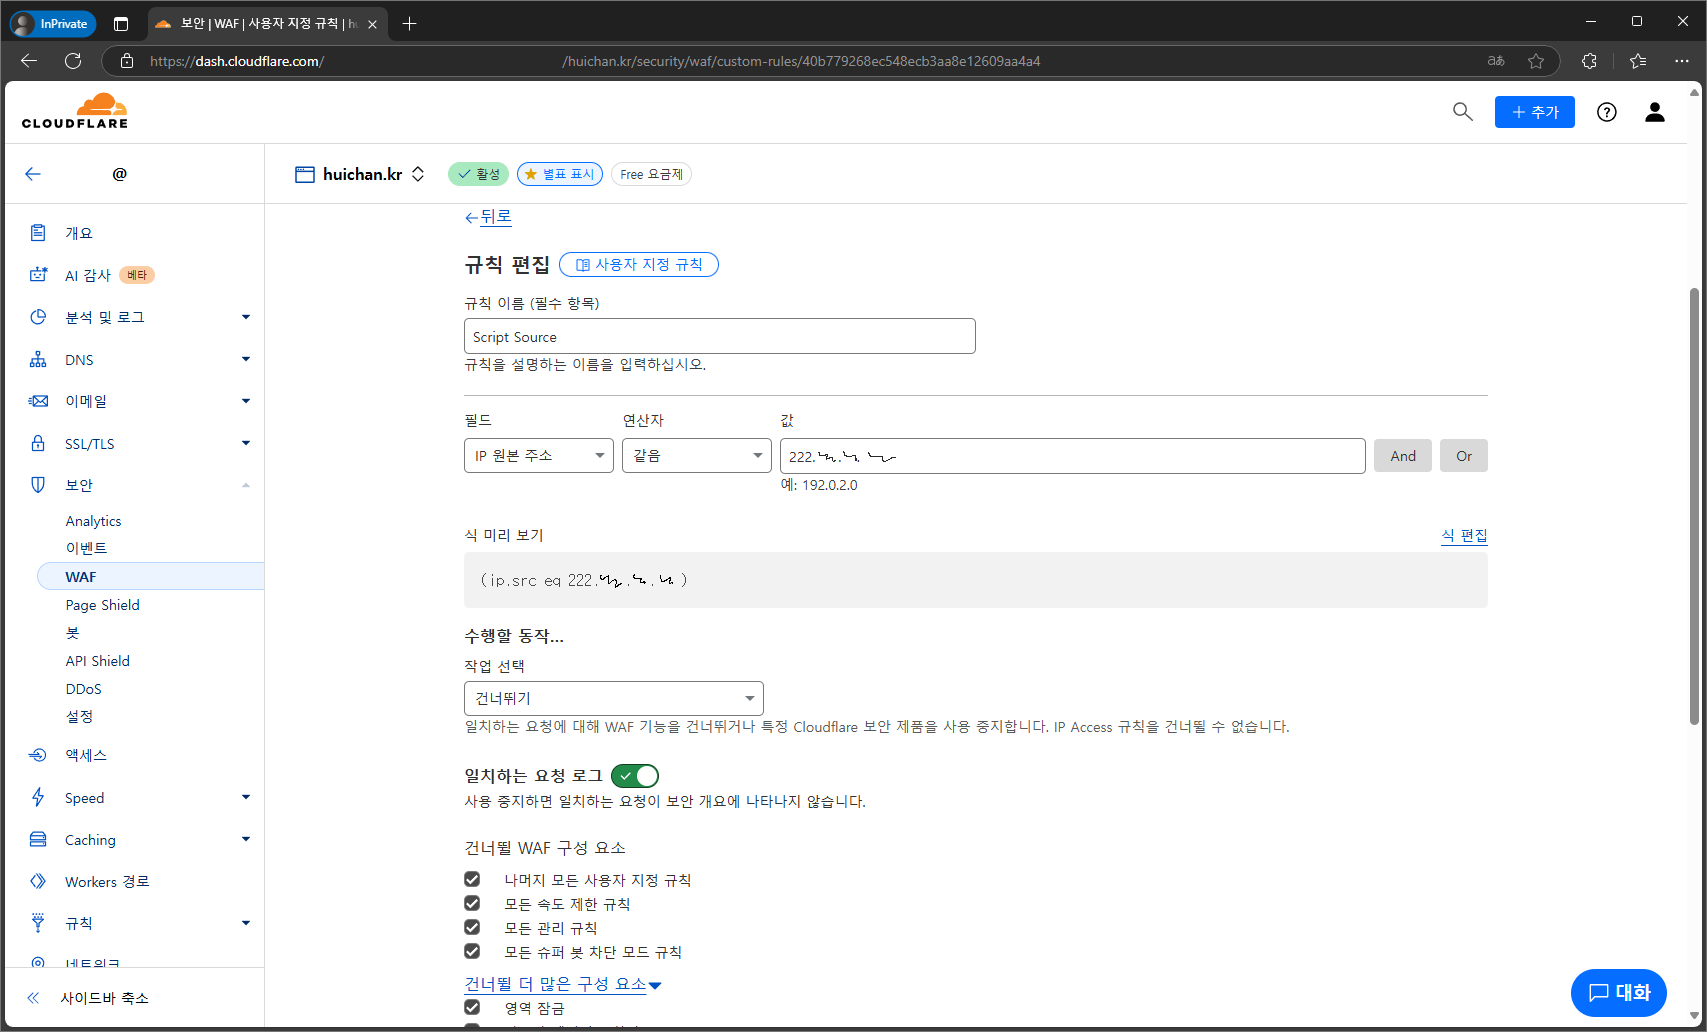 InPrivate
보안 | WAF | 사용자 지정 규칙 | hu
https://dash.cloudflare.com/ /huichan.kr/security/waf/custom-rules/40b779268ec548ecb3aa8e12609aa4a4
CLOUDFLARE
+ 추가
@
huichan.kr
활성
별표 표시
Free 요금제
개요
AI 감사 베타
분석 및 로그
DNS
이메일
SSL/TLS
보안
Analytics
이벤트
WAF
Page Shield
봇
API Shield
DDoS
설정
액세스
Speed
Caching
Workers 경로
규칙
네트워크
사이드바 축소
←뒤로
규칙 편집 사용자 지정 규칙
규칙 이름 (필수 항목)
Script Source
규칙을 설명하는 이름을 입력하십시오.
필드 연산자 값
IP 원본 주소 같음 222. And Or
예: 192.0.2.0
식 미리 보기 식 편집
(ip.src eq 222. . . )
수행할 동작...
작업 선택
건너뛰기
일치하는 요청에 대해 WAF 기능을 건너뛰거나 특정 Cloudflare 보안 제품을 사용 중지합니다. IP Access 규칙을 건너뛸 수 없습니다.
일치하는 요청 로그
사용 중지하면 일치하는 요청이 보안 개요에 나타나지 않습니다.
건너뛸 WAF 구성 요소
나머지 모든 사용자 지정 규칙
모든 속도 제한 규칙
모든 관리 규칙
모든 슈퍼 봇 차단 모드 규칙
건너뛸 더 많은 구성 요소
영역 잠금
대화